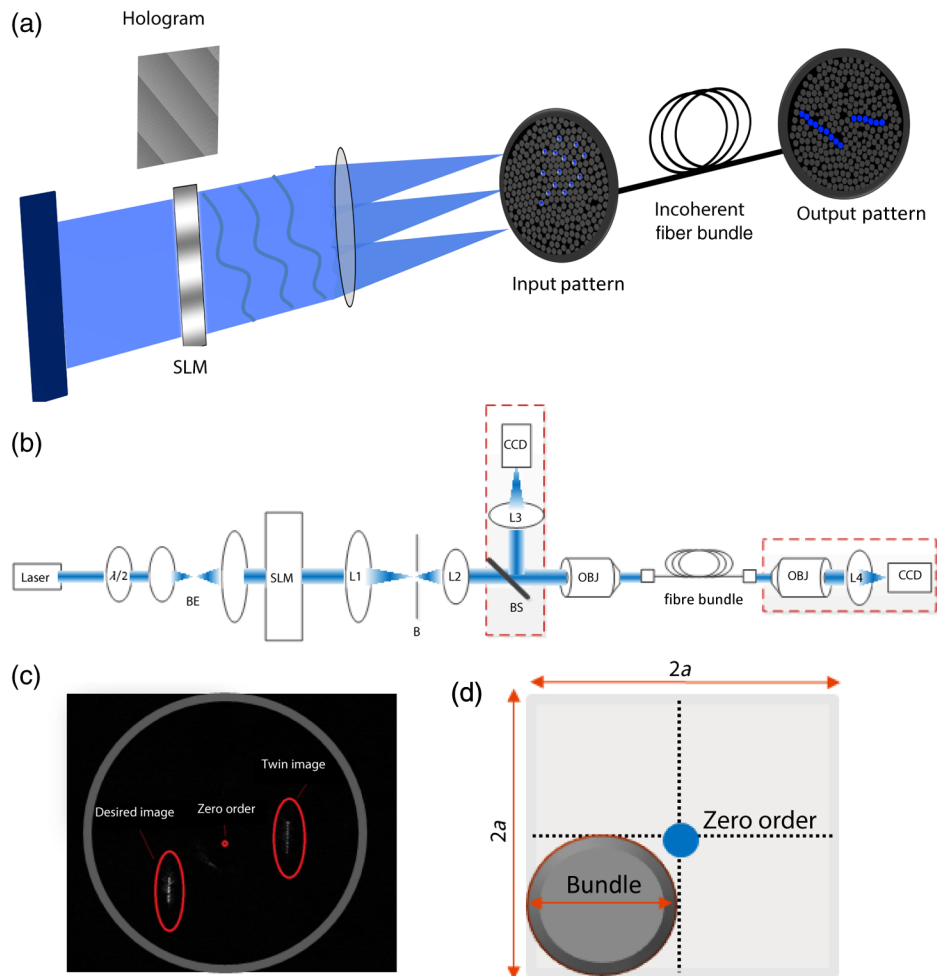 (a)
Hologram
SLM
Input pattern
Incoherent
fiber bundle
Output pattern
(b)
Laser
λ/2
BE
SLM
L1
B
L2
CCD
L3
BS
OBJ
fibre bundle
OBJ
L4
CCD
(c)
Desired image
Zero order
Twin image
(d)
2a
2a
Zero order
Bundle